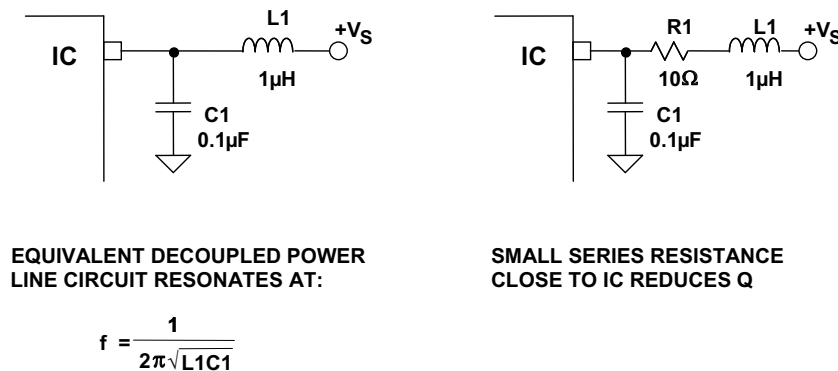 L1
+VS
IC
1µH
C1
0.1µF
R1
L1
+VS
IC
10Ω
1µH
C1
0.1µF
EQUIVALENT DECOUPLED POWER
LINE CIRCUIT RESONATES AT:
f = 1 / 2π√L1C1
SMALL SERIES RESISTANCE
CLOSE TO IC REDUCES Q